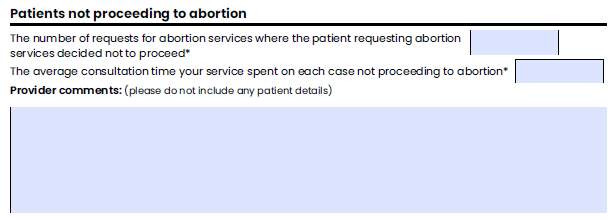 Patients not proceeding to abortion
The number of requests for abortion services where the patient requesting abortion
services decided not to proceed*
The average consultation time your service spent on each case not proceeding to abortion*
Provider comments: (please do not include any patient details)